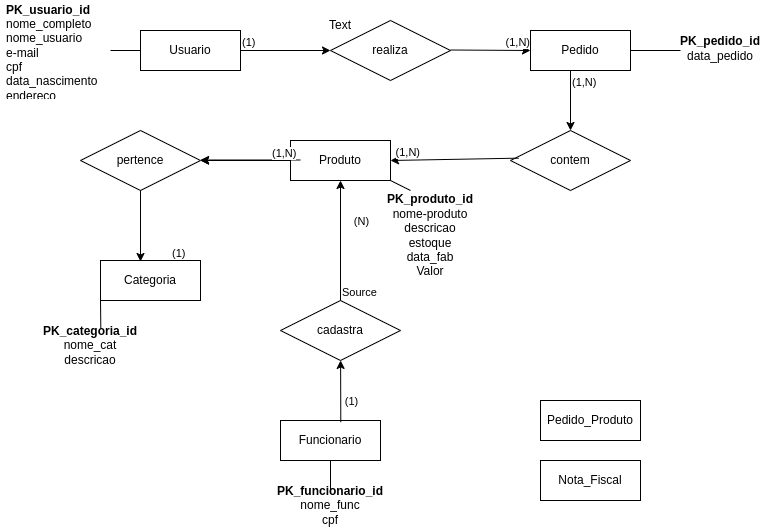 PK_usuario_id
nome_completo
nome_usuario
e-mail
cpf
data_nascimento
endereco
Usuario
(1)
Text
realiza
(1,N)
Pedido
PK_pedido_id
data_pedido
(1,N)
pertence
(1,N)
Produto
(1,N)
contem
PK_produto_id
nome-produto
descricao
estoque
data_fab
Valor
(N)
(1)
Categoria
Source
PK_categoria_id
nome_cat
descricao
cadastra
(1)
Funcionario
Pedido_Produto
PK_funcionario_id
nome_func
cpf
Nota_Fiscal